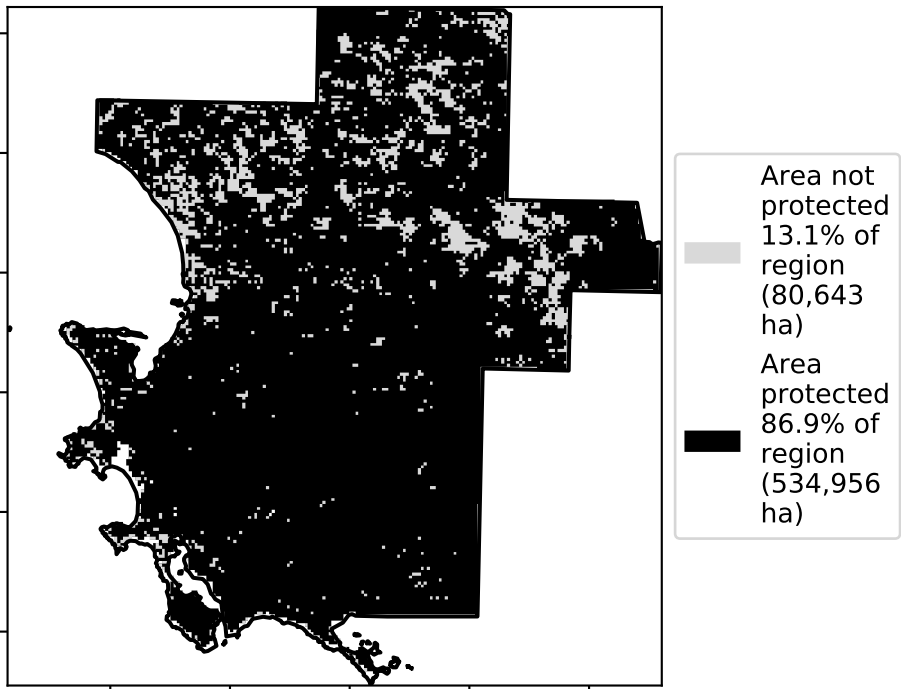 Area not
protected
13.1% of
region
(80,643
ha)
Area
protected
86.9% of
region
(534,956
ha)